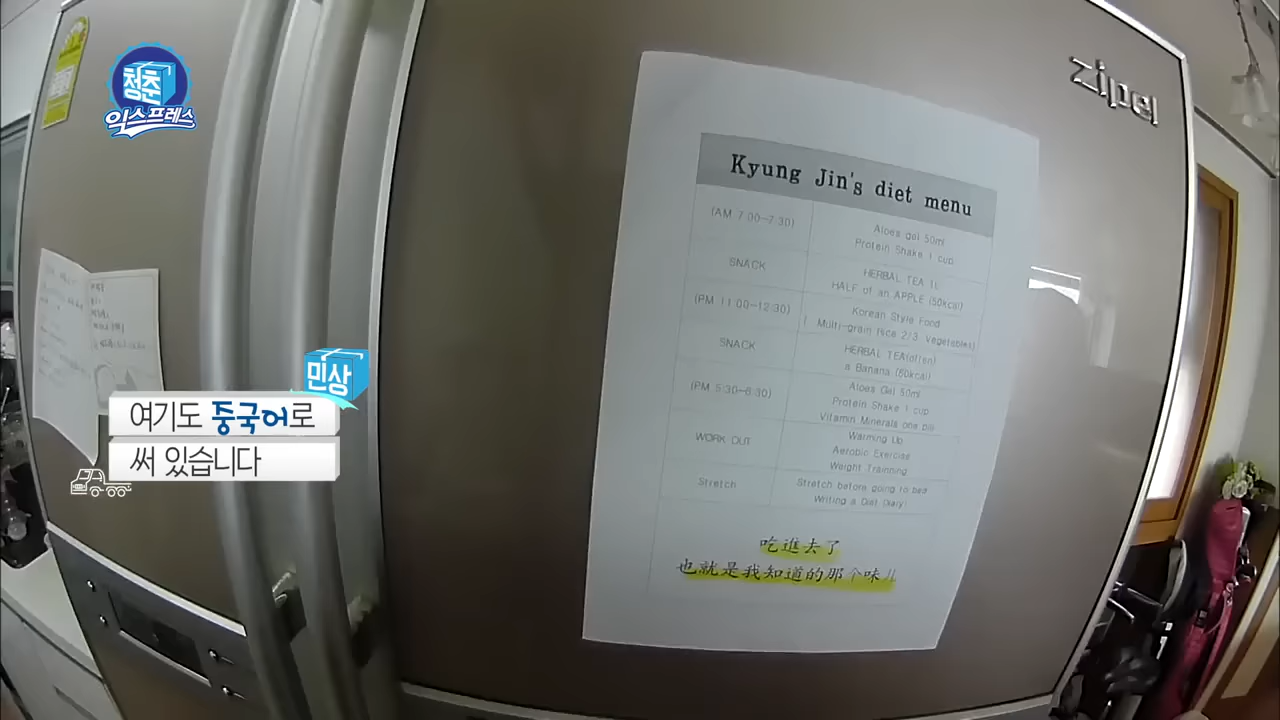 청춘
익스프레스
zipel
Kyung Jin's diet menu
(AM 7:00-7:30)
Aloes gel 50ml
Protein Shake 1 cup
SNACK
HERBAL TEA 1L
HALF of an APPLE (50kcal)
(PM 11:00-12:30)
Korean Style Food
( Multi-grain Rice 2/3, Vegetables)
SNACK
HERBAL TEA(often)
a Banana (50kcal)
(PM 5:30-6:30)
Aloes Gel 50ml
Protein Shake 1 cup
Vitamin Minerals one pill
WORK OUT
Warming Up
Aerobic Exercise
Weight Trainning
Stretch
Stretch before going to bed
Writing a Diet Diary
吃進去了
也就是我知道的那个味儿
민상
여기도 중국어로
써 있습니다